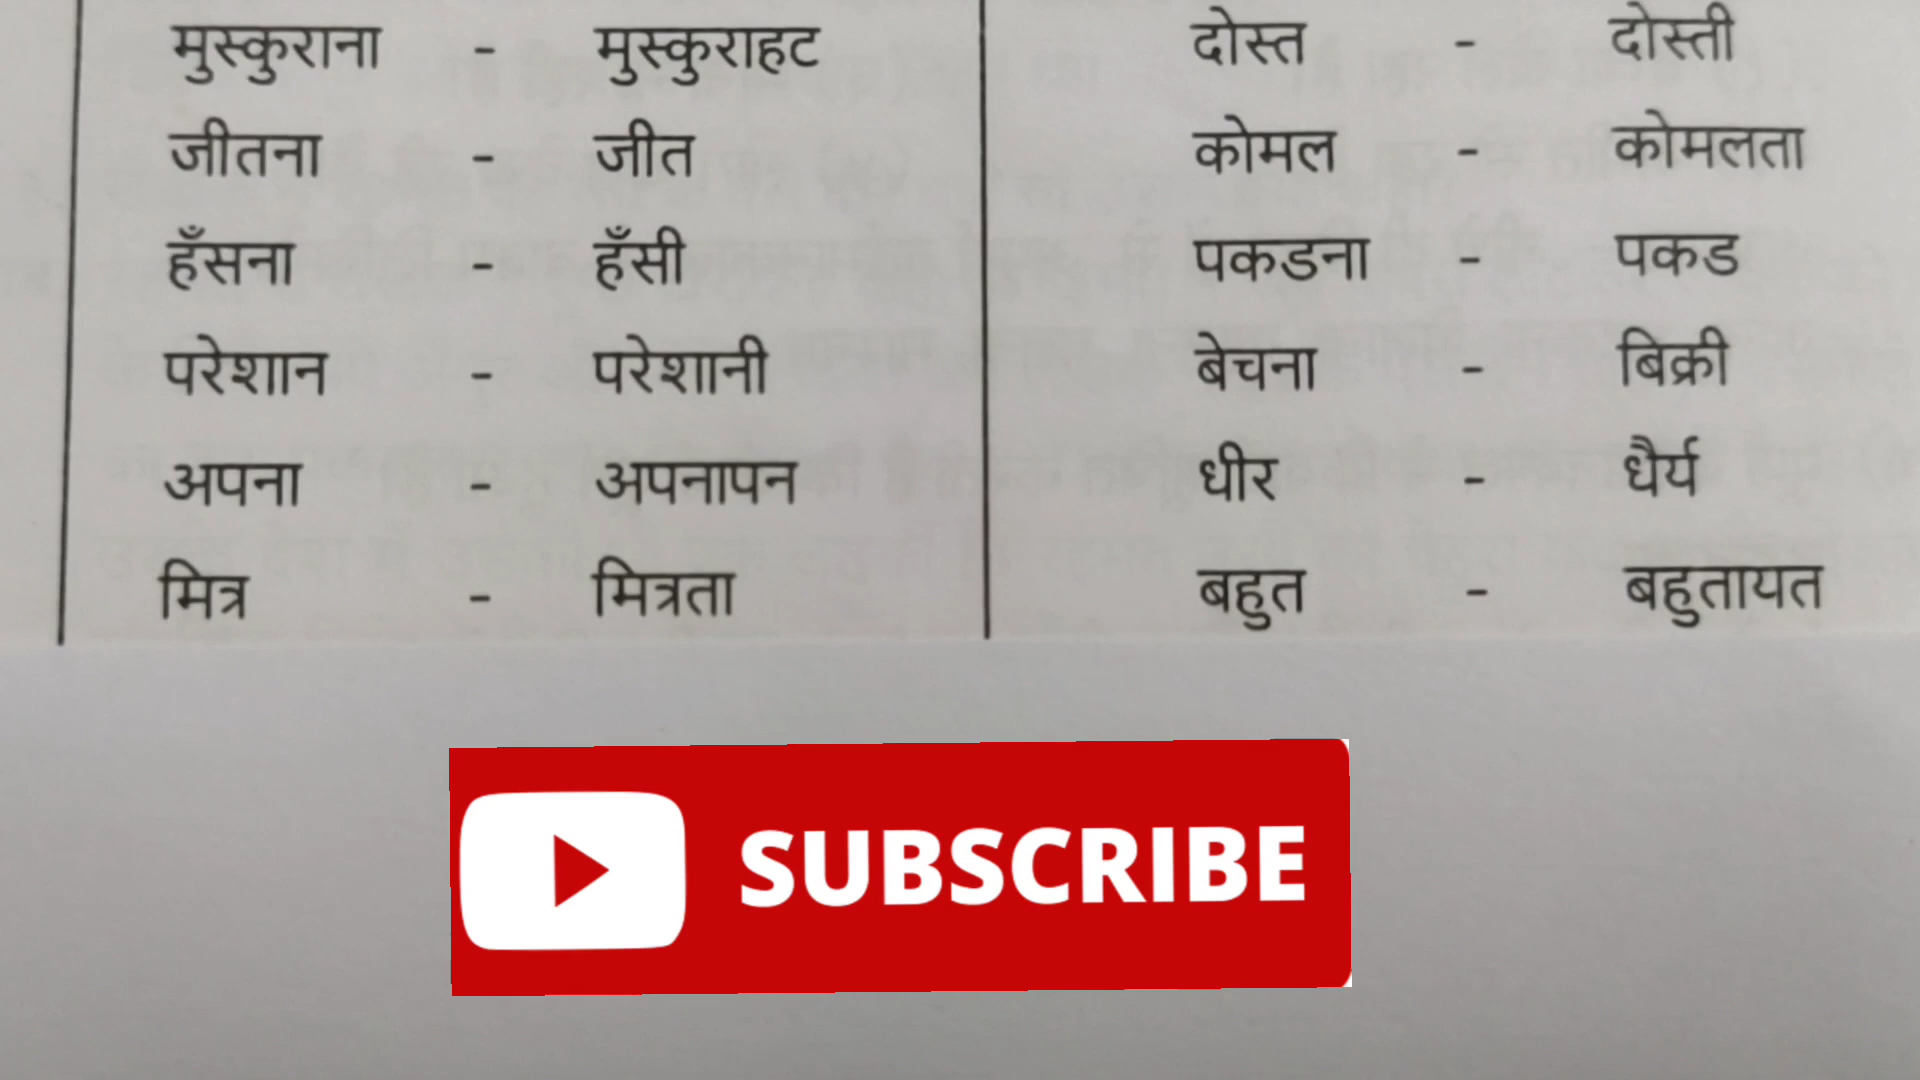 मुस्कुराना - मुस्कुराहट दोस्त - दोस्ती
जीतना - जीत कोमल - कोमलता
हँसना - हँसी पकडना - पकड
परेशान - परेशानी बेचना - बिक्री
अपना - अपनापन धीर - धैर्य
मित्र - मित्रता बहुत - बहुतायत
SUBSCRIBE